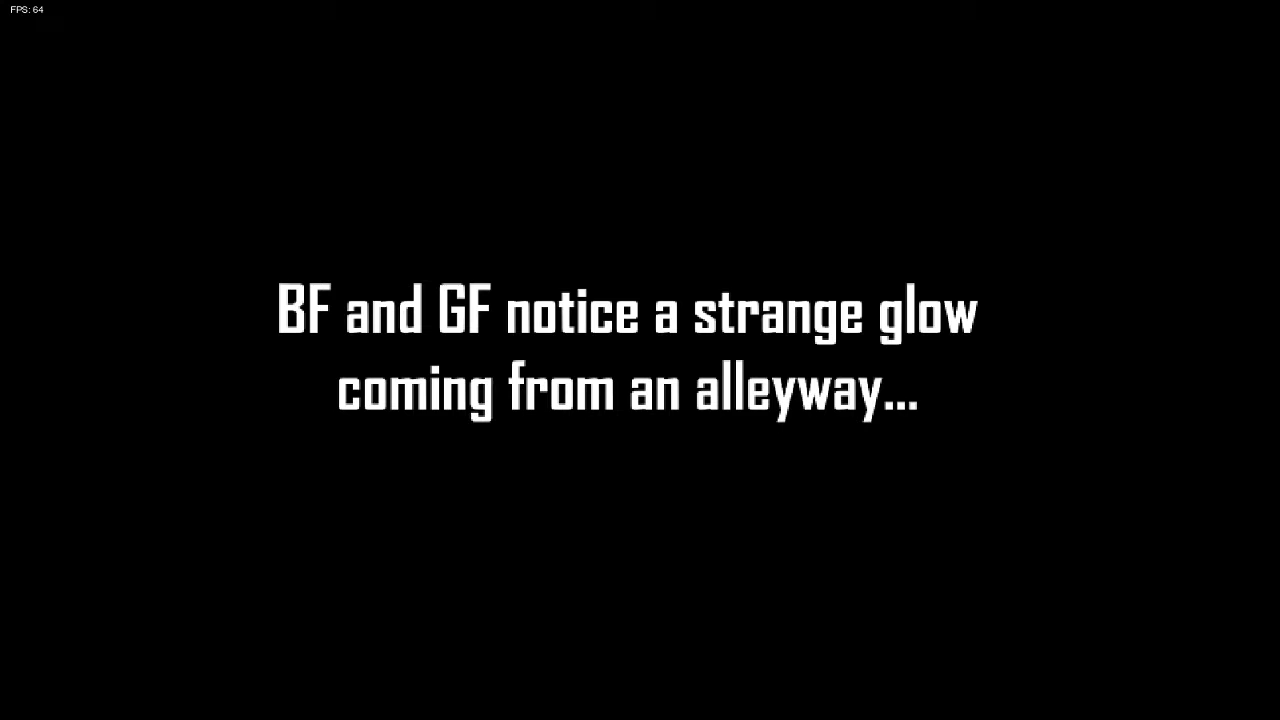 FPS: 64
BF and GF notice a strange glow
coming from an alleyway...